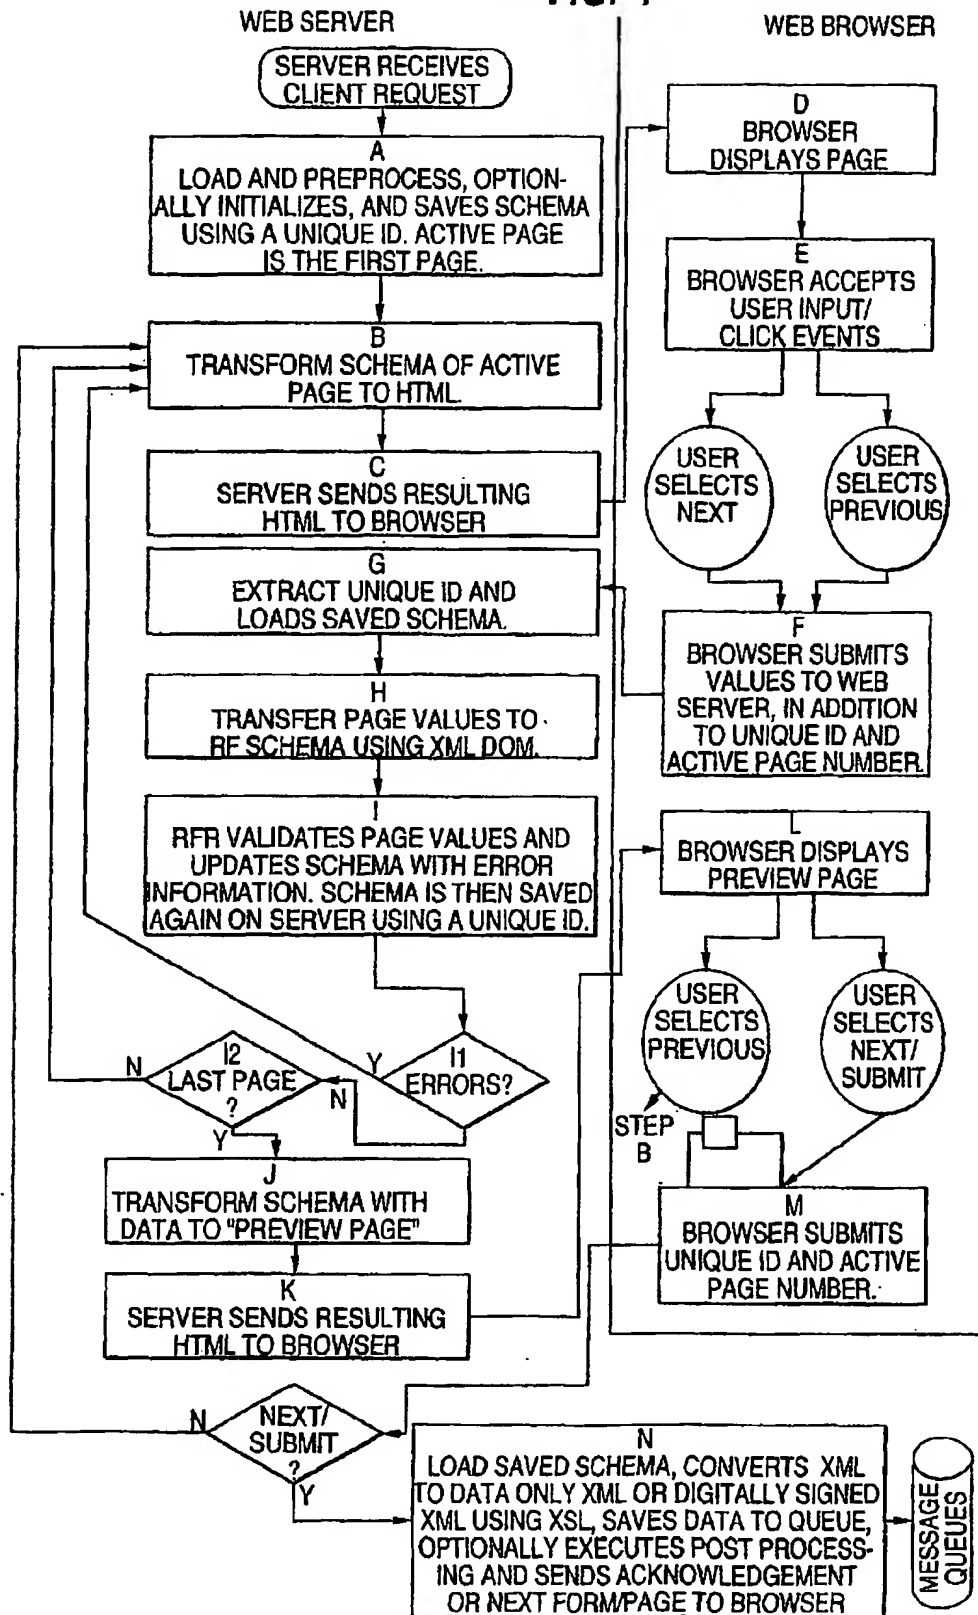 WEB SERVER
SERVER RECEIVES
CLIENT REQUEST
A
LOAD AND PREPROCESS, OPTION-
ALLY INITIALIZES, AND SAVES SCHEMA
USING A UNIQUE ID. ACTIVE PAGE
IS THE FIRST PAGE.
B
TRANSFORM SCHEMA OF ACTIVE
PAGE TO HTML.
C
SERVER SENDS RESULTING
HTML TO BROWSER
G
EXTRACT UNIQUE ID AND
LOADS SAVED SCHEMA.
H
TRANSFER PAGE VALUES TO
RF SCHEMA USING XML DOM.
I
RFR VALIDATES PAGE VALUES AND
UPDATES SCHEMA WITH ERROR
INFORMATION. SCHEMA IS THEN SAVED
AGAIN ON SERVER USING A UNIQUE ID.
I1
ERRORS?
Y
N
I2
LAST PAGE
?
N
Y
J
TRANSFORM SCHEMA WITH
DATA TO "PREVIEW PAGE"
K
SERVER SENDS RESULTING
HTML TO BROWSER
NEXT/
SUBMIT
?
N
Y
WEB BROWSER
D
BROWSER
DISPLAYS PAGE
E
BROWSER ACCEPTS
USER INPUT/
CLICK EVENTS
USER
SELECTS
NEXT
USER
SELECTS
PREVIOUS
F
BROWSER SUBMITS
VALUES TO WEB
SERVER, IN ADDITION
TO UNIQUE ID AND
ACTIVE PAGE NUMBER.
L
BROWSER DISPLAYS
PREVIEW PAGE
USER
SELECTS
PREVIOUS
USER
SELECTS
NEXT/
SUBMIT
STEP
B
M
BROWSER SUBMITS
UNIQUE ID AND ACTIVE
PAGE NUMBER.
N
LOAD SAVED SCHEMA, CONVERTS XML
TO DATA ONLY XML OR DIGITALLY SIGNED
XML USING XSL, SAVES DATA TO QUEUE,
OPTIONALLY EXECUTES POST PROCESS-
ING AND SENDS ACKNOWLEDGEMENT
OR NEXT FORM/PAGE TO BROWSER
MESSAGE
QUEUES